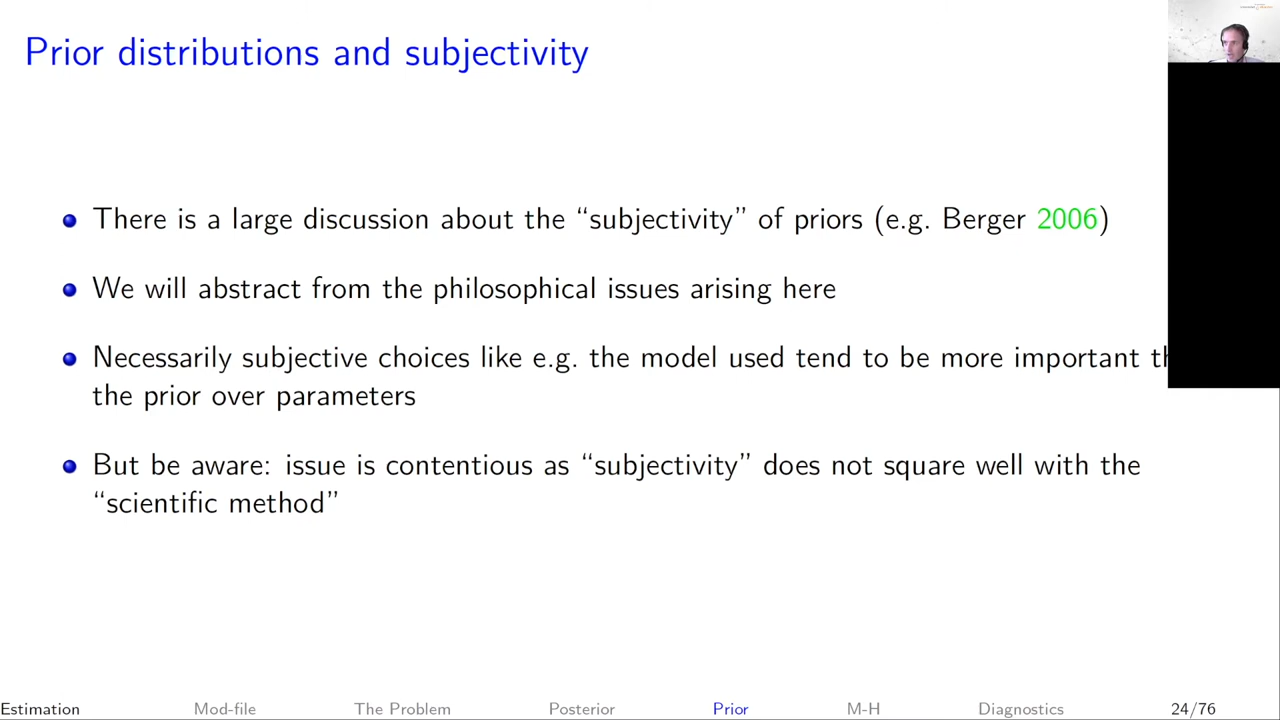 Prior distributions and subjectivity
There is a large discussion about the “subjectivity” of priors (e.g. Berger 2006)
We will abstract from the philosophical issues arising here
Necessarily subjective choices like e.g. the model used tend to be more important
the prior over parameters
But be aware: issue is contentious as “subjectivity” does not square well with the
“scientific method”
Estimation Mod-file The Problem Posterior Prior M-H Diagnostics 24/76